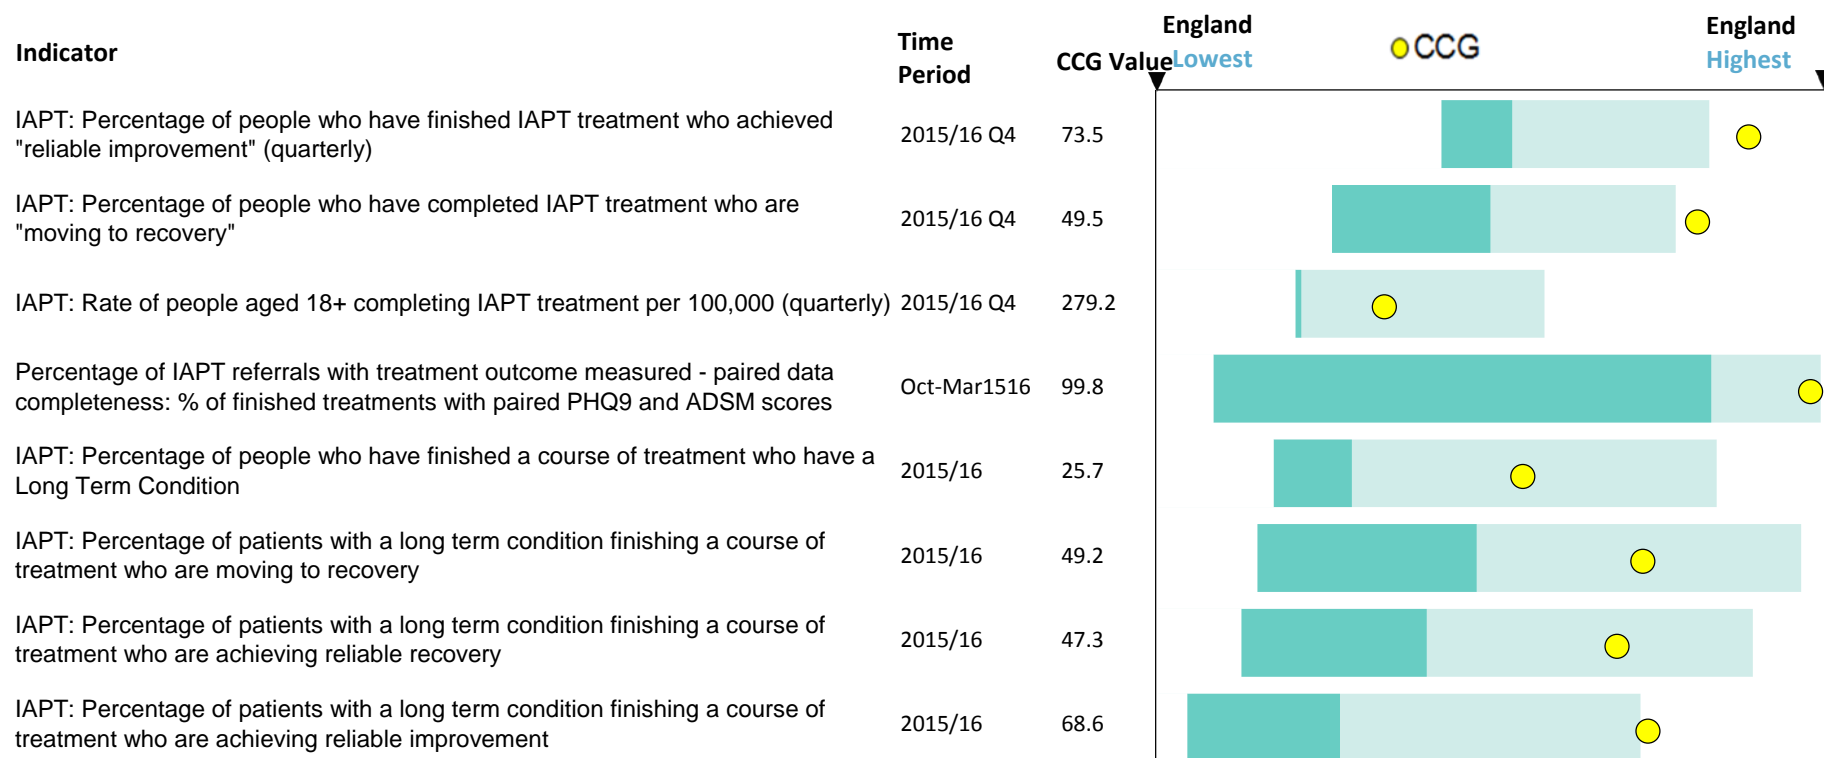 Indicator
Time
Period
CCG Value
England
Lowest
CCG
England
Highest
IAPT: Percentage of people who have finished IAPT treatment who achieved
"reliable improvement" (quarterly)
2015/16 Q4
73.5
IAPT: Percentage of people who have completed IAPT treatment who are
"moving to recovery"
2015/16 Q4
49.5
IAPT: Rate of people aged 18+ completing IAPT treatment per 100,000 (quarterly)
2015/16 Q4
279.2
Percentage of IAPT referrals with treatment outcome measured - paired data
completeness: % of finished treatments with paired PHQ9 and ADSM scores
Oct-Mar1516
99.8
IAPT: Percentage of people who have finished a course of treatment who have a
Long Term Condition
2015/16
25.7
IAPT: Percentage of patients with a long term condition finishing a course of
treatment who are moving to recovery
2015/16
49.2
IAPT: Percentage of patients with a long term condition finishing a course of
treatment who are achieving reliable recovery
2015/16
47.3
IAPT: Percentage of patients with a long term condition finishing a course of
treatment who are achieving reliable improvement
2015/16
68.6